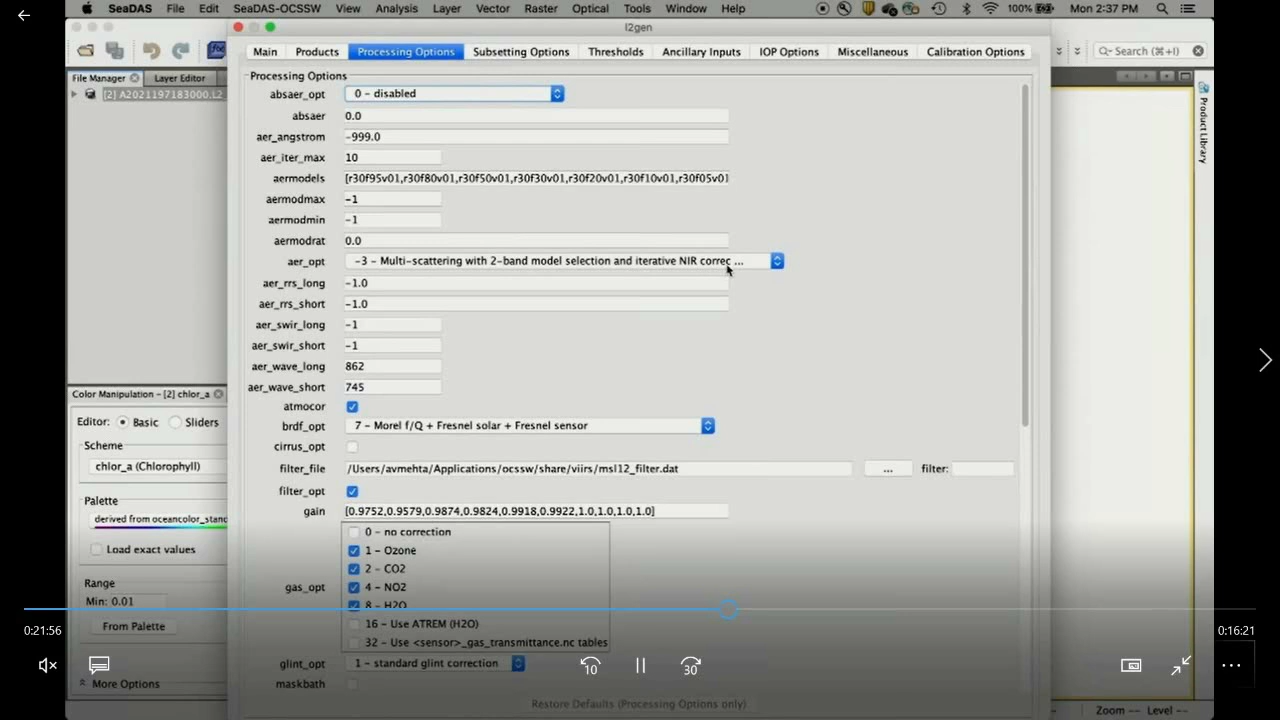 SeaDAS File Edit SeaDAS-OCSSW View Analysis Layer Vector Raster Optical Tools Window Help 100% Mon 2:37 PM
l2gen
Main Products Processing Options Subsetting Options Thresholds Ancillary Inputs IOP Options Miscellaneous Calibration Options
Search (⌘+I)
File Manager Layer Editor
[2] A2021197183000.L2
Product Library
Processing Options
absaer_opt 0 - disabled
absaer 0.0
aer_angstrom -999.0
aer_iter_max 10
aermodels [r30f95v01,r30f80v01,r30f50v01,r30f30v01,r30f20v01,r30f10v01,r30f05v01
aermodmax -1
aermodmin -1
aermodrat 0.0
aer_opt -3 - Multi-scattering with 2-band model selection and iterative NIR correc ...
aer_rrs_long -1.0
aer_rrs_short -1.0
aer_swir_long -1
aer_swir_short -1
aer_wave_long 862
aer_wave_short 745
atmocor
brdf_opt 7 - Morel f/Q + Fresnel solar + Fresnel sensor
cirrus_opt
filter_file /Users/avmehta/Applications/ocssw/share/viirs/msl12_filter.dat ... filter:
filter_opt
gain [0.9752,0.9579,0.9874,0.9824,0.9918,0.9922,1.0,1.0,1.0,1.0]
gas_opt
0 - no correction
1 - Ozone
2 - CO2
4 - NO2
8 - H2O
16 - Use ATREM (H2O)
32 - Use <sensor>_gas_transmittance.nc tables
glint_opt 1 - standard glint correction
maskbath
Restore Defaults (Processing Options only)
Color Manipulation - [2] chlor_a
Editor: Basic Sliders
Scheme
chlor_a (Chlorophyll)
Palette
derived from oceancolor_stand
Load exact values
Range
Min: 0.01
From Palette
More Options
Zoom -- Level --
0:21:56
0:16:21
10
30